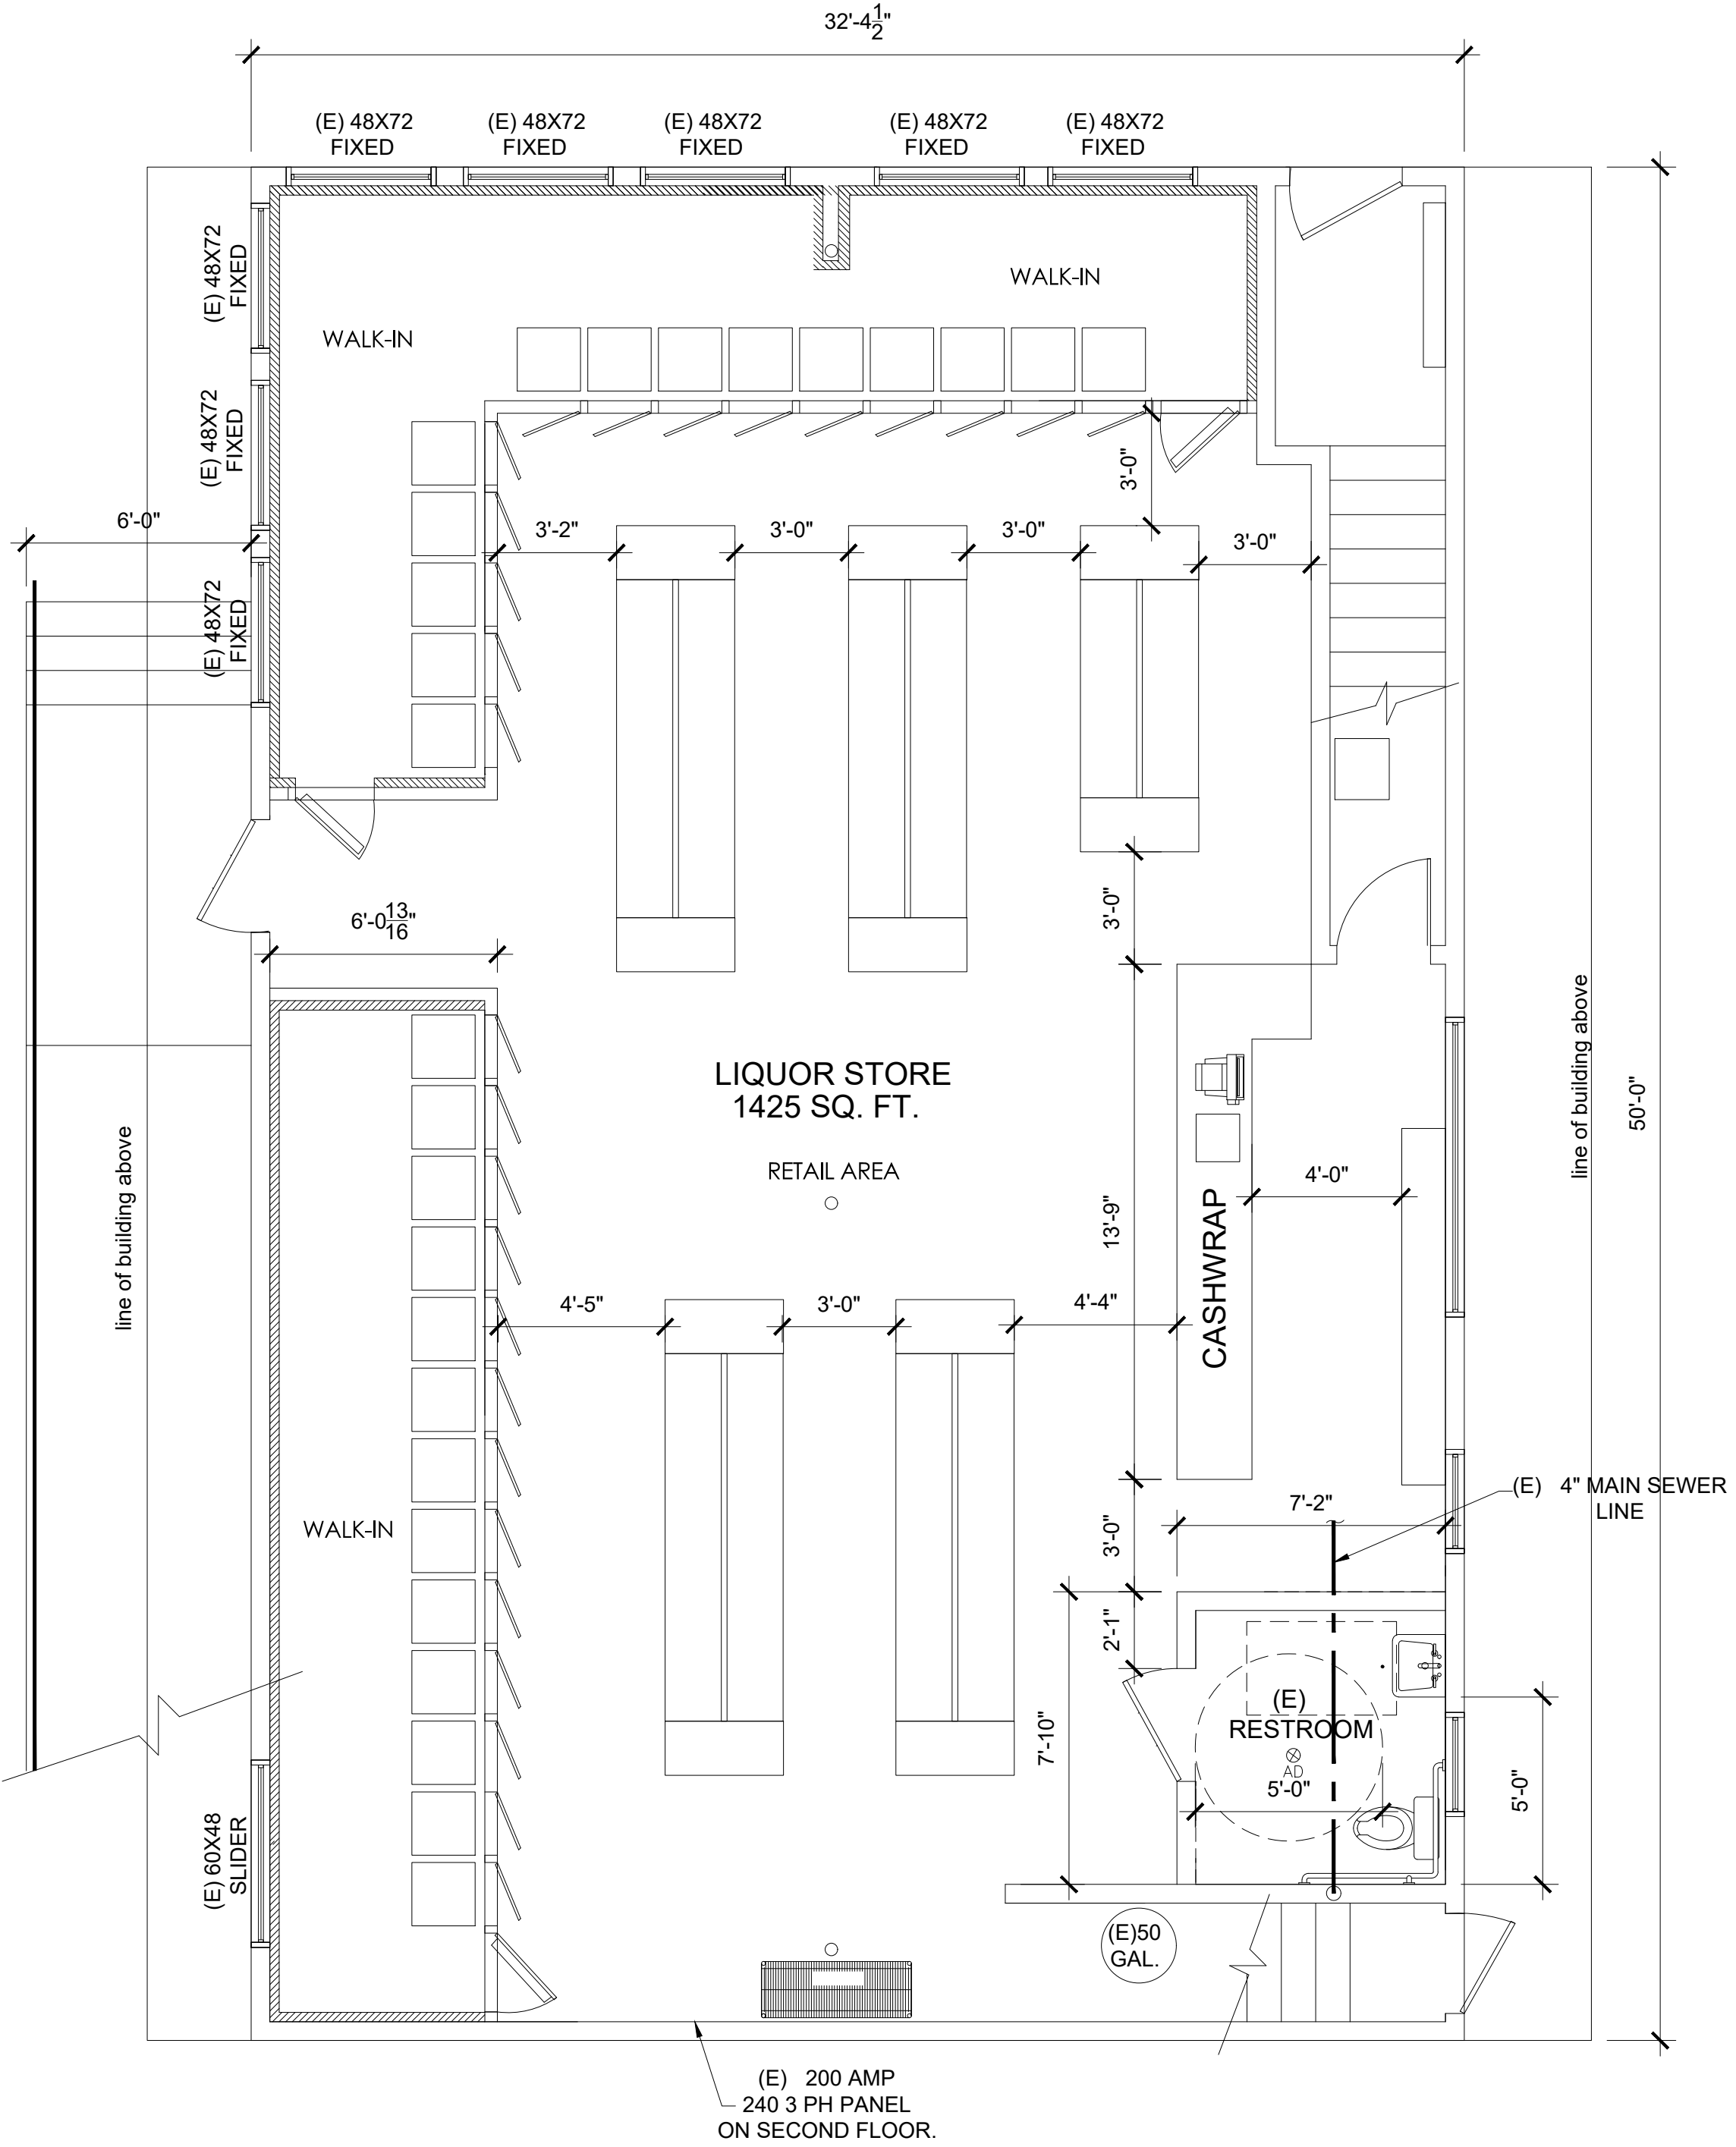 32'-4 1/2"
(E) 48X72
FIXED
(E) 48X72
FIXED
(E) 48X72
FIXED
(E) 48X72
FIXED
(E) 48X72
FIXED
(E) 48X72
FIXED
WALK-IN
WALK-IN
(E) 48X72
FIXED
3'-0"
6'-0"
3'-2"
3'-0"
3'-0"
3'-0"
(E) 48X72
FIXED
3'-0"
6'-0 13/16"
line of building above
50'-0"
LIQUOR STORE
1425 SQ. FT.
RETAIL AREA
line of building above
13'-9"
CASHWRAP
4'-0"
4'-5"
3'-0"
4'-4"
WALK-IN
7'-2"
(E) 4" MAIN SEWER
LINE
3'-0"
2'-1"
7'-10"
(E)
RESTROOM
AD
5'-0"
5'-0"
(E) 60X48
SLIDER
(E)50
GAL.
(E) 200 AMP
240 3 PH PANEL
ON SECOND FLOOR.